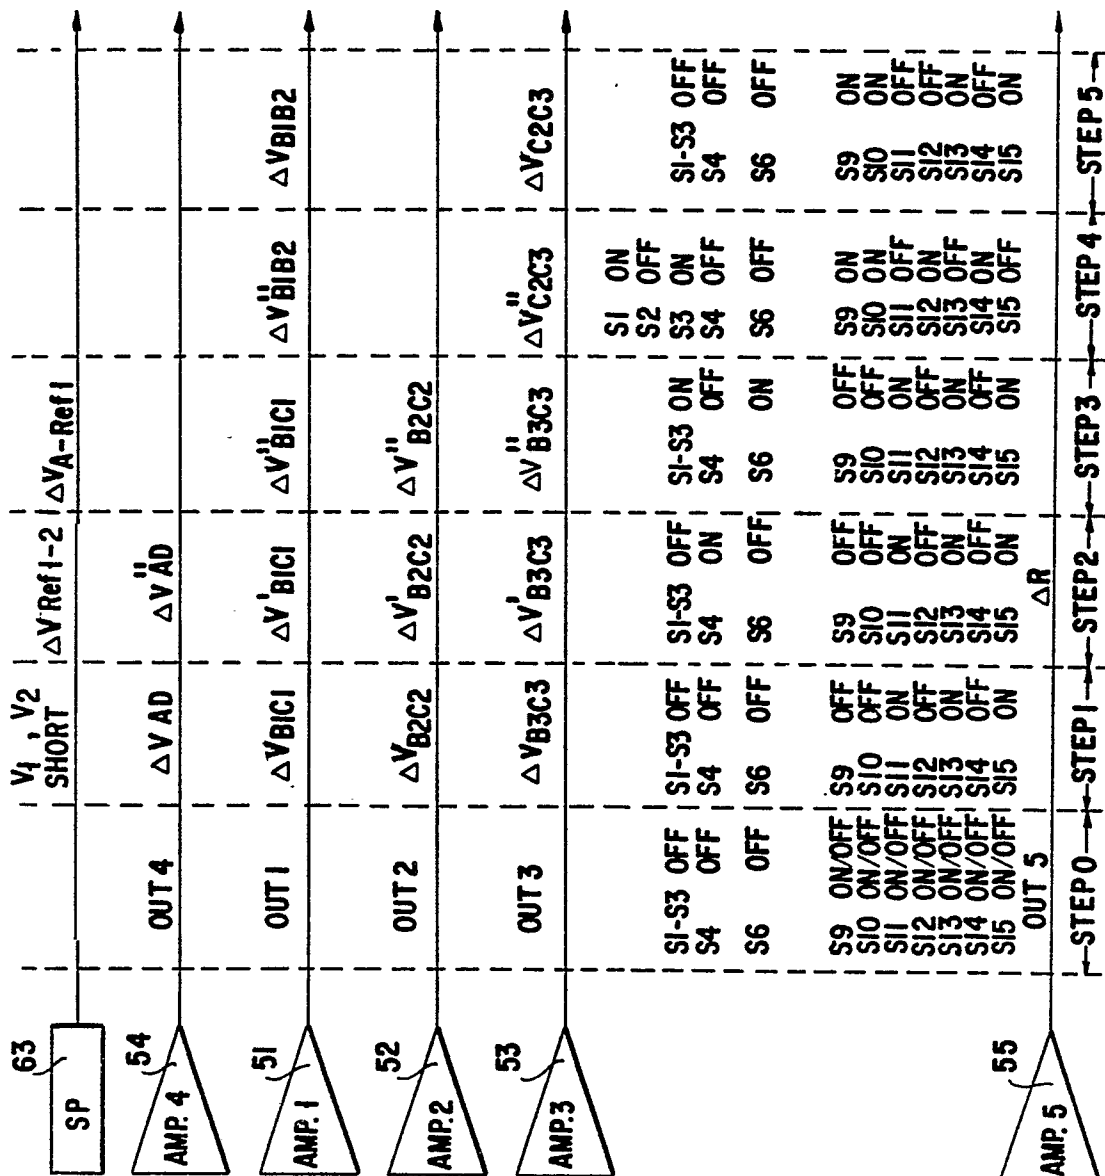 63
SP
V1 , V2
SHORT
ΔV Ref 1-2
ΔVA-Ref 1
54
AMP. 4
OUT 4
ΔV AD
ΔV" AD
51
AMP. 1
OUT 1
ΔVB1C1
ΔV' B1C1
ΔV" B1C1
ΔV" B1B2
ΔVB1B2
52
AMP. 2
OUT 2
ΔVB2C2
ΔV' B2C2
ΔV" B2C2
53
AMP. 3
OUT 3
ΔVB3C3
ΔV' B3C3
ΔV" B3C3
ΔV" C2C3
ΔVC2C3
S1-S3 OFF
S4 OFF
S6 OFF
S9 ON/OFF
S10 ON/OFF
S11 ON/OFF
S12 ON/OFF
S13 ON/OFF
S14 ON/OFF
S15 ON/OFF
S1-S3 OFF
S4 OFF
S6 OFF
S9 OFF
S10 OFF
S11 ON
S12 OFF
S13 ON
S14 OFF
S15 ON
S1-S3 OFF
S4 ON
S6 OFF
S9 OFF
S10 OFF
S11 ON
S12 OFF
S13 ON
S14 OFF
S15 ON
S1-S3 ON
S4 OFF
S6 ON
S9 OFF
S10 OFF
S11 ON
S12 OFF
S13 ON
S14 OFF
S15 ON
S1 ON
S2 OFF
S3 ON
S4 OFF
S6 OFF
S9 ON
S10 ON
S11 OFF
S12 ON
S13 OFF
S14 ON
S15 OFF
S1-S3 OFF
S4 OFF
S6 OFF
S9 ON
S10 ON
S11 OFF
S12 OFF
S13 ON
S14 OFF
S15 ON
55
AMP. 5
OUT 5
ΔR
STEP 0
STEP 1
STEP 2
STEP 3
STEP 4
STEP 5